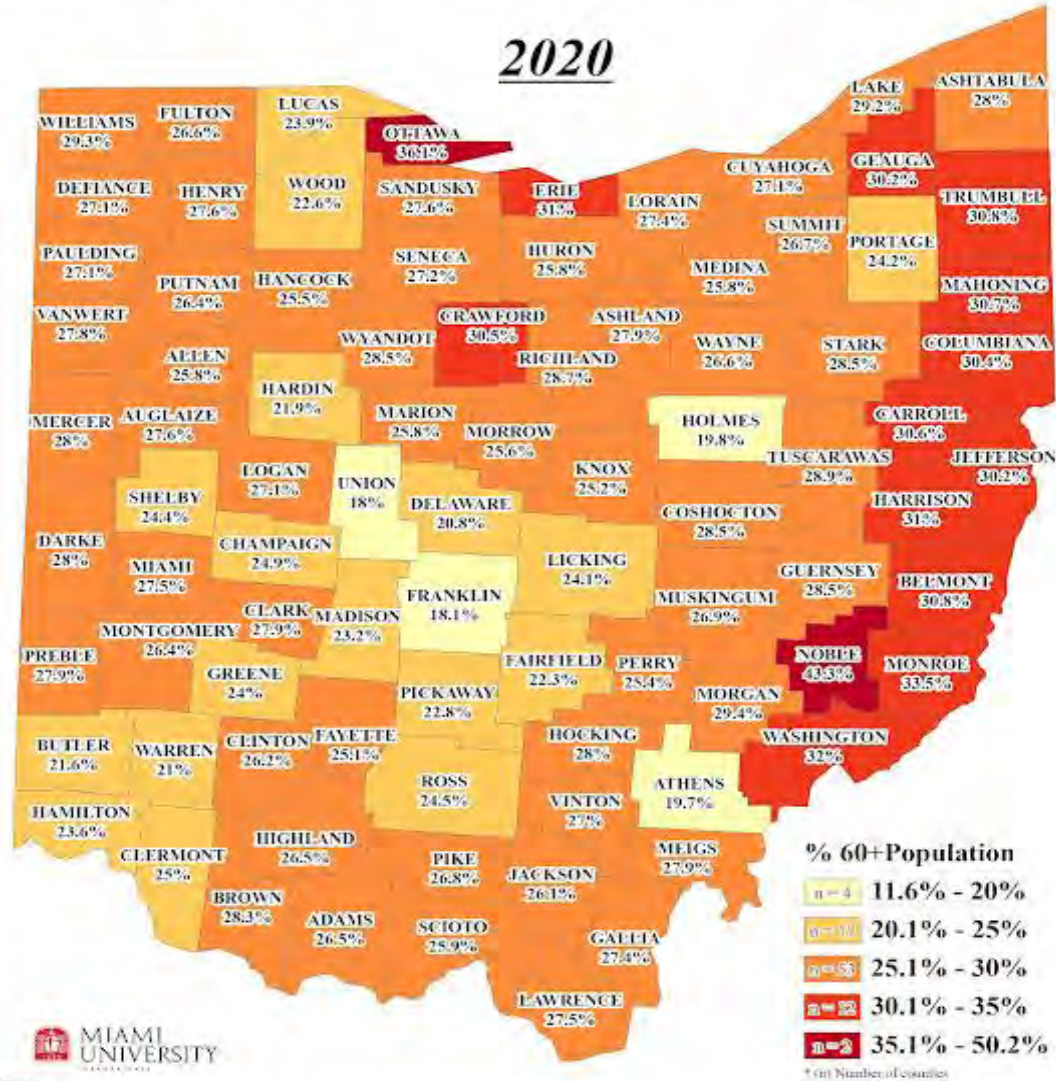 2020
LAKE
29.2%
ASHTABULA
28%
WILLIAMS
29.3%
FULTON
26.6%
LUCAS
23.9%
OTTAWA
36.1%
GEAUGA
30.2%
CUYAHOGA
27.1%
DEFIANCE
27.1%
HENRY
27.6%
WOOD
22.6%
SANDUSKY
27.6%
ERIE
31%
LORAIN
27.4%
TRUMBULL
30.8%
SUMMIT
26.7%
PORTAGE
24.2%
PAULDING
27.1%
PUTNAM
26.4%
HANCOCK
25.5%
SENECA
27.2%
HURON
25.8%
MEDINA
25.8%
MAHONING
30.7%
VANWERT
27.8%
ALLEN
25.8%
WYANDOT
28.5%
CRAWFORD
30.5%
RICHLAND
28.7%
ASHLAND
27.9%
WAYNE
26.6%
STARK
28.5%
COLUMBIANA
30.4%
MERCER
28%
AUGLAIZE
27.6%
HARDIN
21.9%
MARION
25.8%
MORROW
25.6%
HOLMES
19.8%
CARROLL
30.6%
LOGAN
27.1%
UNION
18%
KNOX
25.2%
TUSCARAWAS
28.9%
JEFFERSON
30.2%
SHELBY
24.4%
DELAWARE
20.8%
COSHOCTON
28.5%
HARRISON
31%
DARKE
28%
MIAMI
27.5%
CHAMPAIGN
24.9%
LICKING
24.1%
GUERNSEY
28.5%
BELMONT
30.8%
CLARK
27.9%
MADISON
23.2%
FRANKLIN
18.1%
MUSKINGUM
26.9%
PREBLE
27.9%
MONTGOMERY
26.4%
GREENE
24%
FAIRFIELD
22.3%
PERRY
25.4%
NOBLE
43.3%
MONROE
33.5%
PICKAWAY
22.8%
MORGAN
29.4%
BUTLER
21.6%
WARREN
21%
CLINTON
26.2%
FAYETTE
25.1%
HOCKING
28%
WASHINGTON
32%
ROSS
24.5%
ATHENS
19.7%
HAMILTON
23.6%
VINTON
27%
CLERMONT
25%
HIGHLAND
26.5%
PIKE
26.8%
JACKSON
26.1%
MEIGS
27.9%
BROWN
28.3%
ADAMS
26.5%
SCIOTO
25.9%
GALLIA
27.4%
LAWRENCE
27.5%
% 60+Population
n = 4 11.6% - 20%
20.1% - 25%
n = 53 25.1% - 30%
n = 12 30.1% - 35%
n = 2 35.1% - 50.2%
* (n) Number of counties
MIAMI
UNIVERSITY